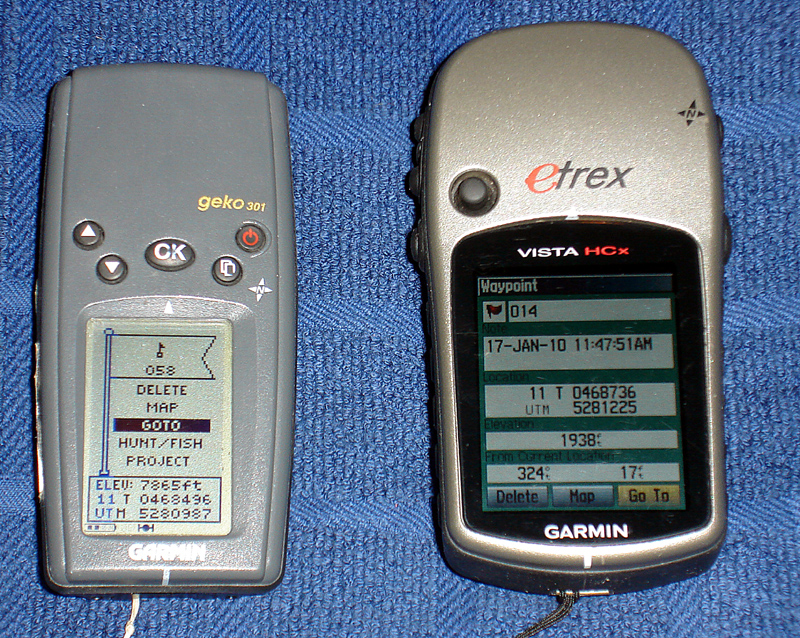 geko 301
OK
N
058
DELETE
MAP
GOTO
HUNT/FISH
PROJECT
ELEV: 7865ft
11 T 0468496
UTM 5280987
GARMIN
N
etrex
VISTA HCx
Waypoint
014
Note
17-JAN-10 11:47:51AM
Location
11 T 0468736
UTM 5281225
Elevation
1938ft
From Current Location
324° 17ft
Delete Map Go To
GARMIN